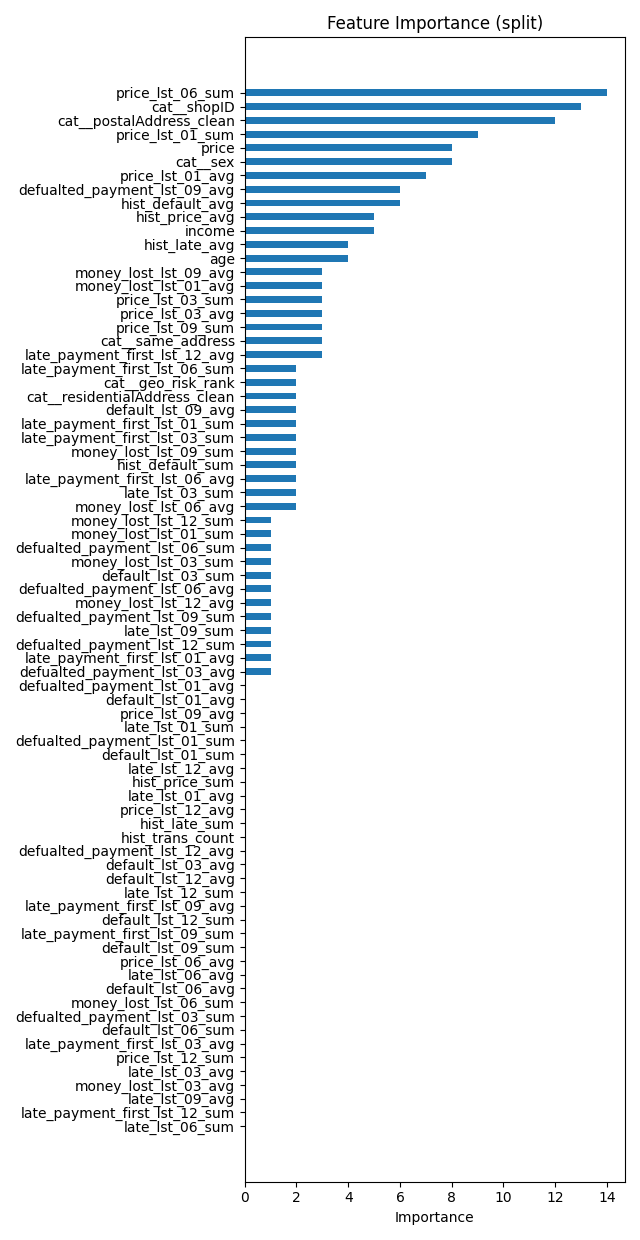 Feature Importance (split)
price_lst_06_sum
cat__shopID
cat__postalAddress_clean
price_lst_01_sum
price
cat__sex
price_lst_01_avg
defualted_payment_lst_09_avg
hist_default_avg
hist_price_avg
income
hist_late_avg
age
money_lost_lst_09_avg
money_lost_lst_01_avg
price_lst_03_sum
price_lst_03_avg
price_lst_09_sum
cat__same_address
late_payment_first_lst_12_avg
late_payment_first_lst_06_sum
cat__geo_risk_rank
cat__residentialAddress_clean
default_lst_09_avg
late_payment_first_lst_01_sum
late_payment_first_lst_03_sum
money_lost_lst_09_sum
hist_default_sum
late_payment_first_lst_06_avg
late_lst_03_sum
money_lost_lst_06_avg
money_lost_lst_12_sum
money_lost_lst_01_sum
defualted_payment_lst_06_sum
money_lost_lst_03_sum
default_lst_03_sum
defualted_payment_lst_06_avg
money_lost_lst_12_avg
defualted_payment_lst_09_sum
late_lst_09_sum
defualted_payment_lst_12_sum
late_payment_first_lst_01_avg
defualted_payment_lst_03_avg
defualted_payment_lst_01_avg
default_lst_01_avg
price_lst_09_avg
late_lst_01_sum
defualted_payment_lst_01_sum
default_lst_01_sum
late_lst_12_avg
hist_price_sum
late_lst_01_avg
price_lst_12_avg
hist_late_sum
hist_trans_count
defualted_payment_lst_12_avg
default_lst_03_avg
default_lst_12_avg
late_lst_12_sum
late_payment_first_lst_09_avg
default_lst_12_sum
late_payment_first_lst_09_sum
default_lst_09_sum
price_lst_06_avg
late_lst_06_avg
default_lst_06_avg
money_lost_lst_06_sum
defualted_payment_lst_03_sum
default_lst_06_sum
late_payment_first_lst_03_avg
price_lst_12_sum
late_lst_03_avg
money_lost_lst_03_avg
late_lst_09_avg
late_payment_first_lst_12_sum
late_lst_06_sum
0 2 4 6 8 10 12 14
Importance